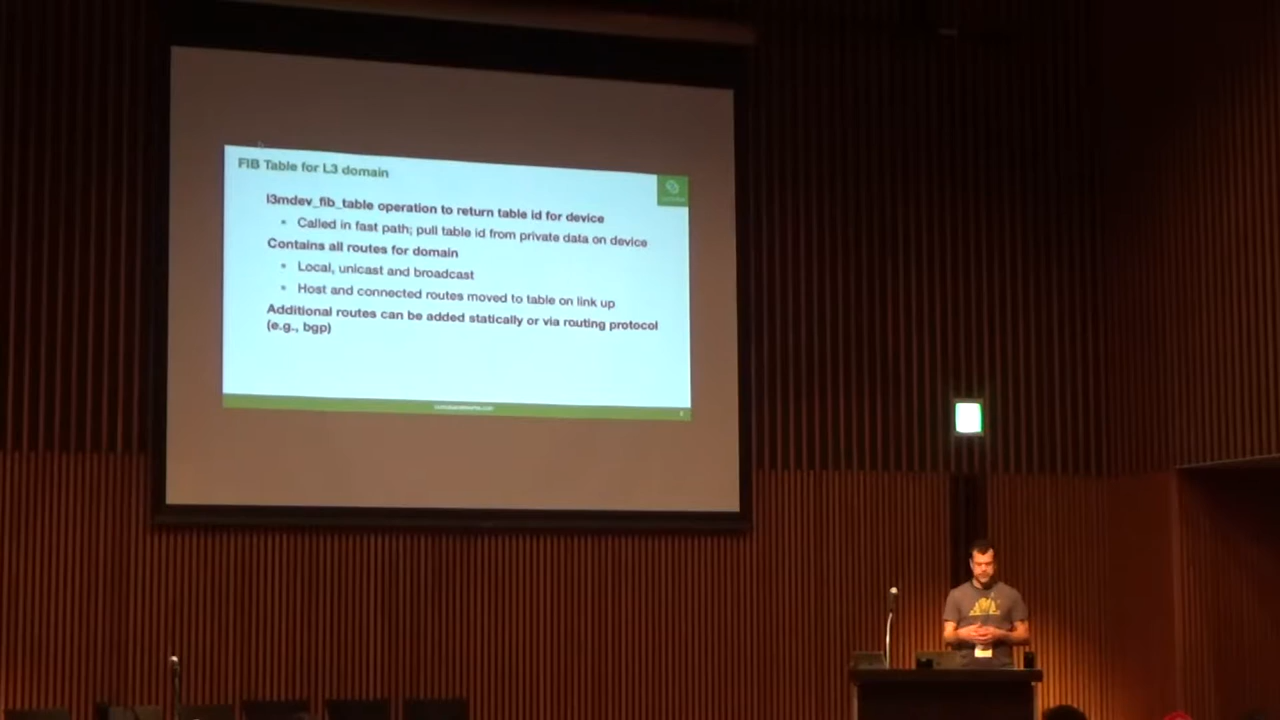 FIB Table for L3 domain
l3mdev_fib_table operation to return table id for device
• Called in fast path; pull table id from private data on device
Contains all routes for domain
• Local, unicast and broadcast
• Host and connected routes moved to table on link up
Additional routes can be added statically or via routing protocol
(e.g., bgp)